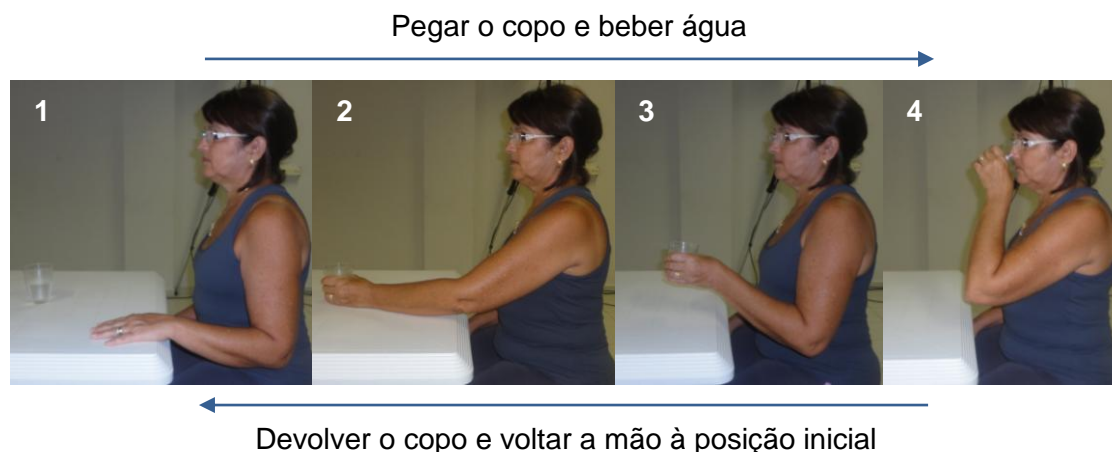 Pegar o copo e beber água
1 2 3 4
Devolver o copo e voltar a mão à posição inicial